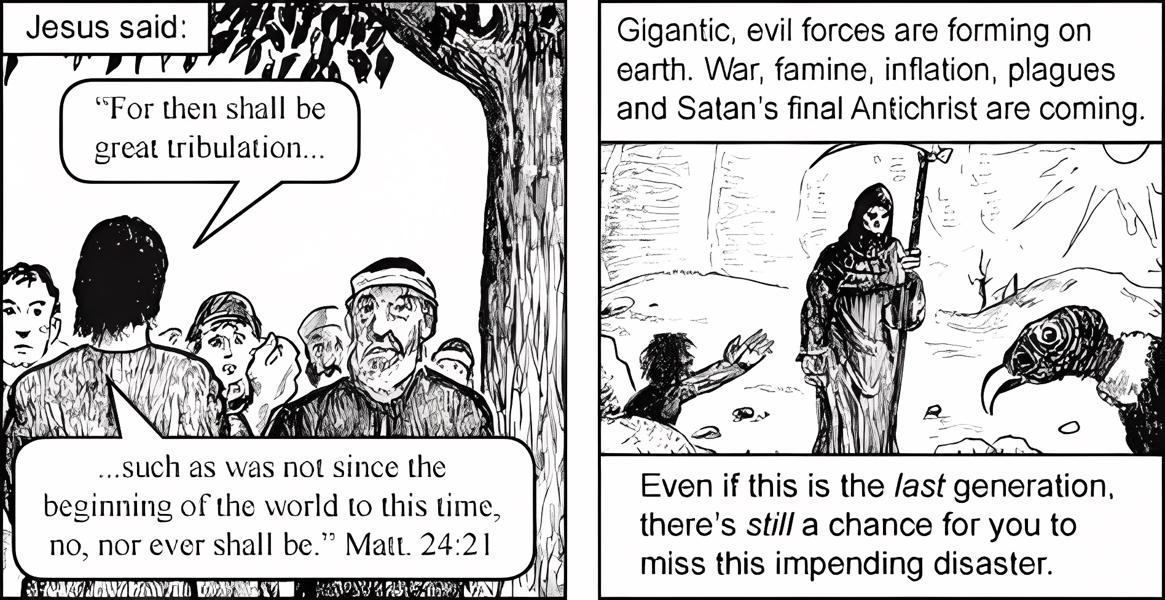 Jesus said:
“For then shall be
great tribulation...
...such as was not since the
beginning of the world to this time,
no, nor ever shall be.” Matt. 24:21
Gigantic, evil forces are forming on
earth. War, famine, inflation, plagues
and Satan’s final Antichrist are coming.
Even if this is the last generation,
there’s still a chance for you to
miss this impending disaster.